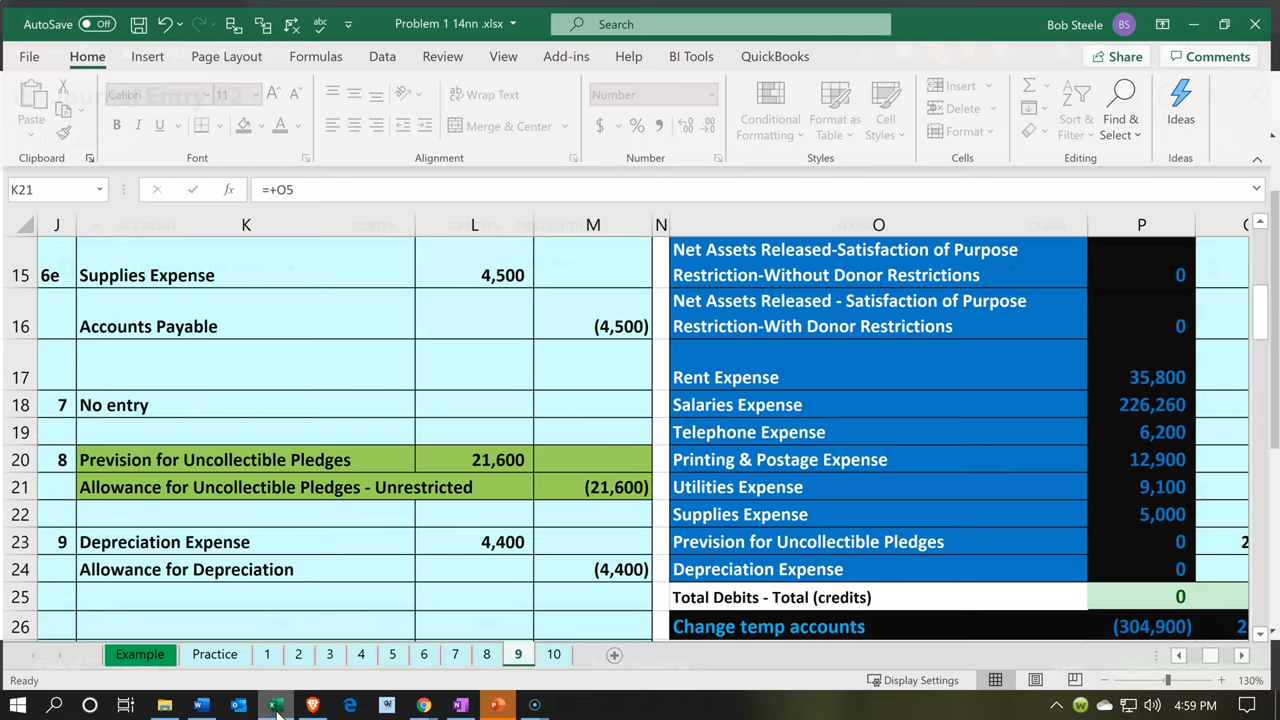 AutoSave Off Problem 1 14nn .xlsx Search Bob Steele BS
File Home Insert Page Layout Formulas Data Review View Add-ins Help BI Tools QuickBooks Share Comments
Paste Calibri 11 Wrap Text Merge & Center Number Conditional Formatting Format as Table Cell Styles Insert Delete Format Find & Select Ideas
Clipboard Font Alignment Number Styles Cells Editing Ideas
K21 fx =+O5
J K L M N O P
Net Assets Released-Satisfaction of Purpose
15 6e Supplies Expense 4,500 Restriction-Without Donor Restrictions 0
Net Assets Released - Satisfaction of Purpose
16 Accounts Payable (4,500) Restriction-With Donor Restrictions 0
17 Rent Expense 35,800
18 7 No entry Salaries Expense 226,260
19 Telephone Expense 6,200
20 8 Prevision for Uncollectible Pledges 21,600 Printing & Postage Expense 12,900
21 Allowance for Uncollectible Pledges - Unrestricted (21,600) Utilities Expense 9,100
22 Supplies Expense 5,000
23 9 Depreciation Expense 4,400 Prevision for Uncollectible Pledges 0 2
24 Allowance for Depreciation (4,400) Depreciation Expense 0
25 Total Debits - Total (credits) 0
26 Change temp accounts (304,900) 2
Example Practice 1 2 3 4 5 6 7 8 9 10
Ready Display Settings 130%
4:59 PM